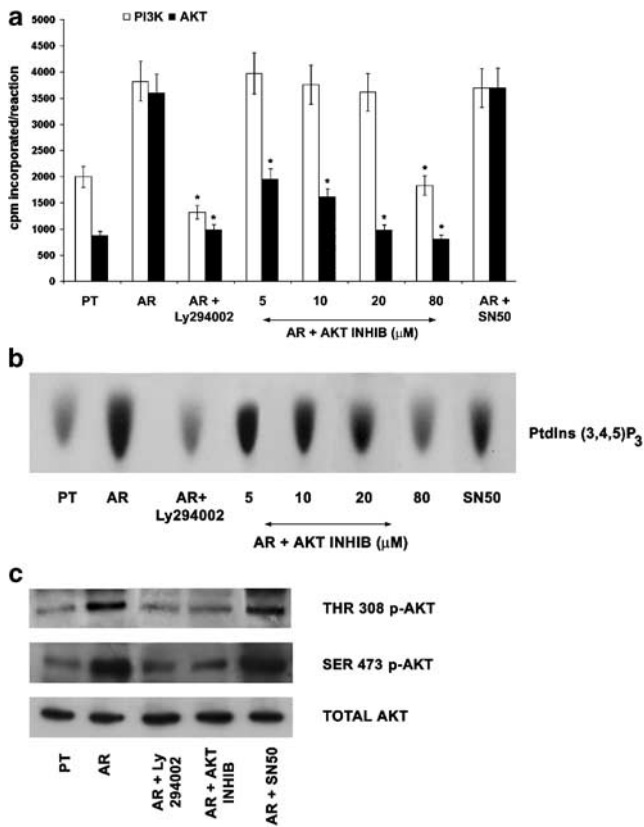 a
PI3K AKT
cpm incorporated/reaction
5000
4500
4000
3500
3000
2500
2000
1500
1000
500
0
* * * * * * *
PT AR AR + Ly294002 5 10 20 80 AR + SN50
AR + AKT INHIB (μM)
b
PtdIns (3,4,5)P3
PT AR AR+ Ly294002 5 10 20 80 SN50
AR + AKT INHIB (μM)
c
THR 308 p-AKT
SER 473 p-AKT
TOTAL AKT
PT
AR
AR + Ly 294002
AR + AKT INHIB
AR + SN50